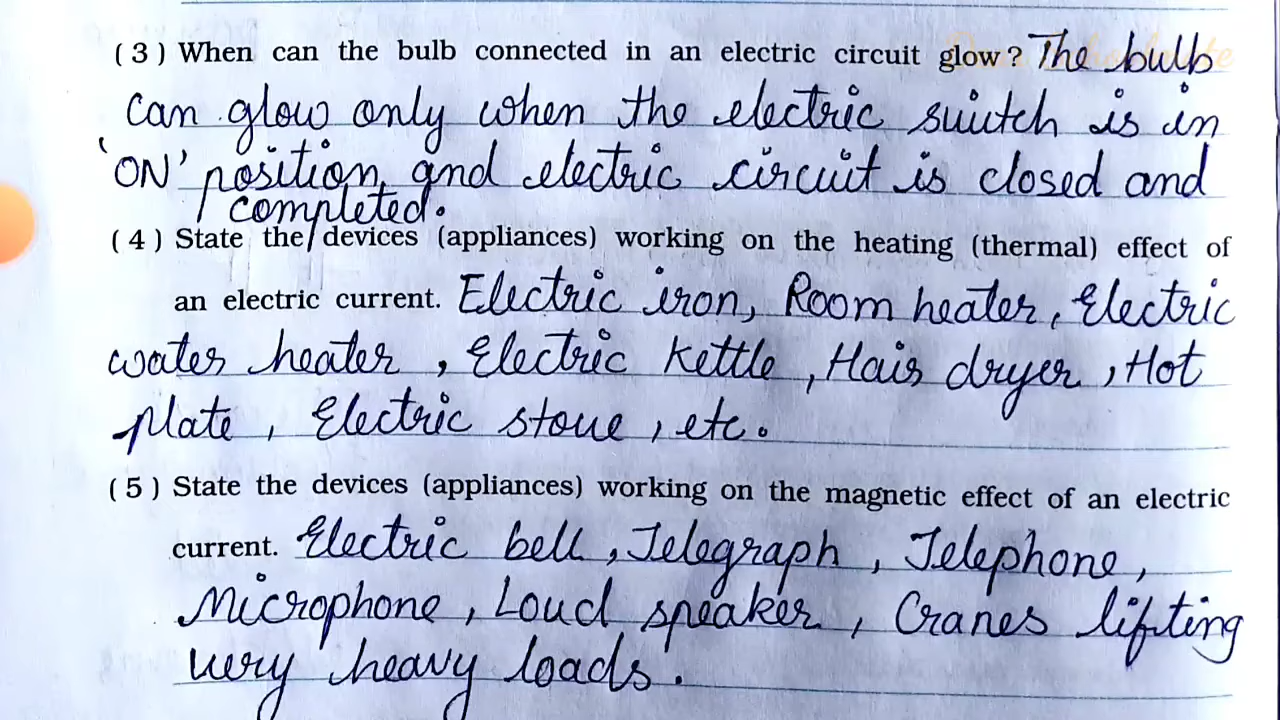 ( 3 ) When can the bulb connected in an electric circuit glow ? The bulb
can glow only when the electric switch is in
'ON' position and electric circuit is closed and
completed.
( 4 ) State the devices (appliances) working on the heating (thermal) effect of
an electric current. Electric iron, Room heater, Electric
water heater, Electric Kettle, Hair dryer, Hot
plate, Electric stove, etc.
( 5 ) State the devices (appliances) working on the magnetic effect of an electric
current. Electric bell, Telegraph, Telephone,
Microphone, Loud speaker, Cranes lifting
very heavy loads.